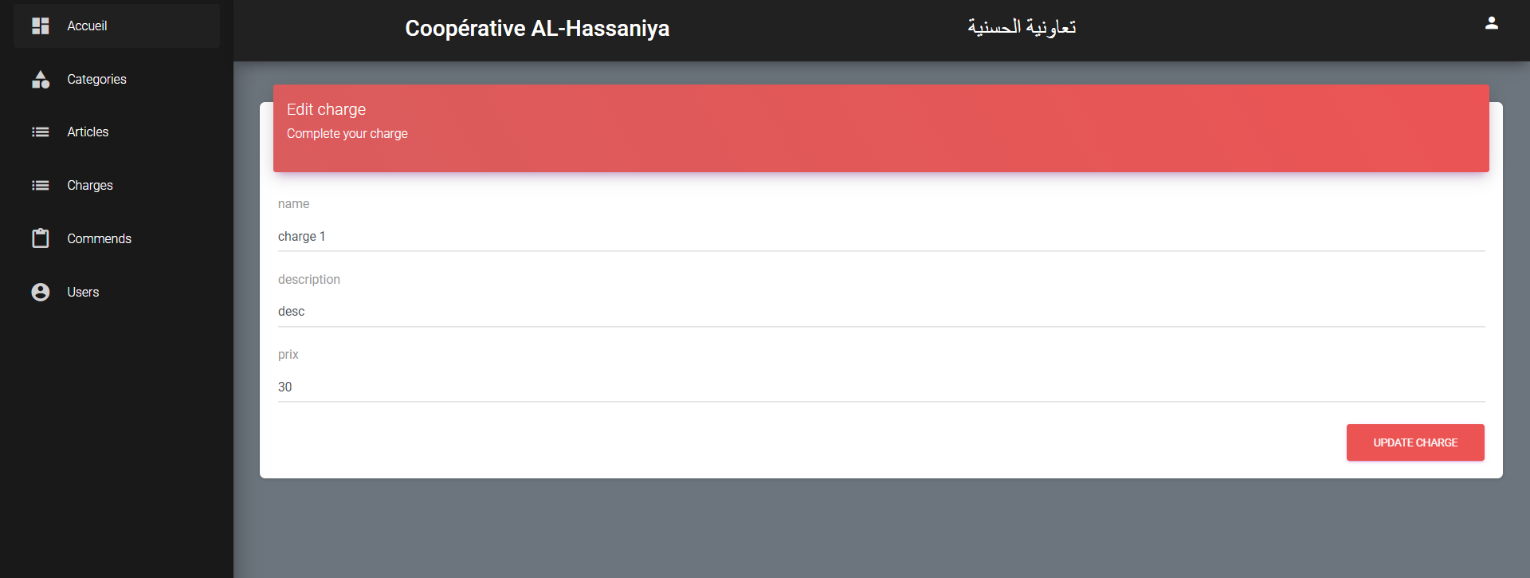 Accueil
Categories
Articles
Charges
Commends
Users
Coopérative AL-Hassaniya
تعاونية الحسنية
Edit charge
Complete your charge
name
charge 1
description
desc
prix
30
UPDATE CHARGE